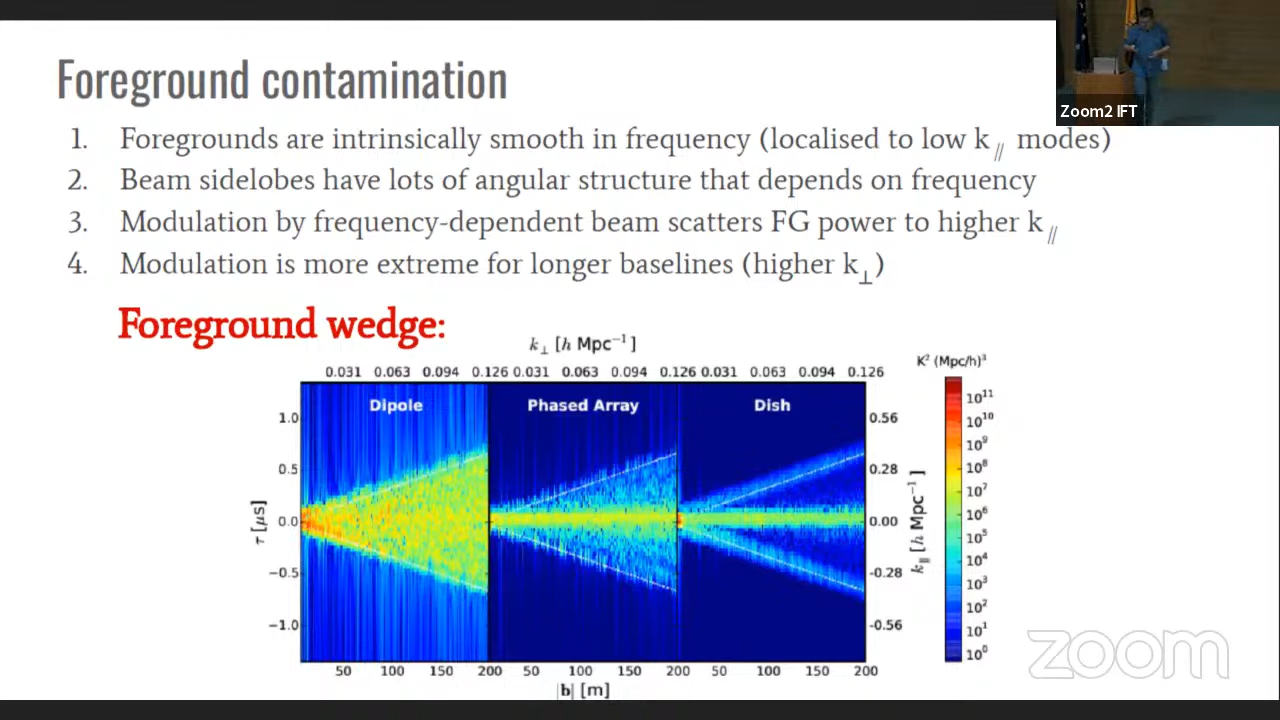 Foreground contamination
1. Foregrounds are intrinsically smooth in frequency (localised to low k∥ modes)
2. Beam sidelobes have lots of angular structure that depends on frequency
3. Modulation by frequency-dependent beam scatters FG power to higher k∥
4. Modulation is more extreme for longer baselines (higher k⊥)
Foreground wedge:
k⊥ [h Mpc⁻¹]
K² (Mpc/h)³
0.031 0.063 0.094 0.126 0.031 0.063 0.094 0.126 0.031 0.063 0.094 0.126
Dipole Phased Array Dish
1.0
0.5
0.0
−0.5
−1.0
τ [μs]
0.56
0.28
0.00
-0.28
-0.56
k∥ [h Mpc⁻¹]
10¹¹
10¹⁰
10⁹
10⁸
10⁷
10⁶
10⁵
10⁴
10³
10²
10¹
10⁰
50 100 150 200 50 100 150 200 50 100 150 200
|b| [m]
Zoom2 IFT
zoom